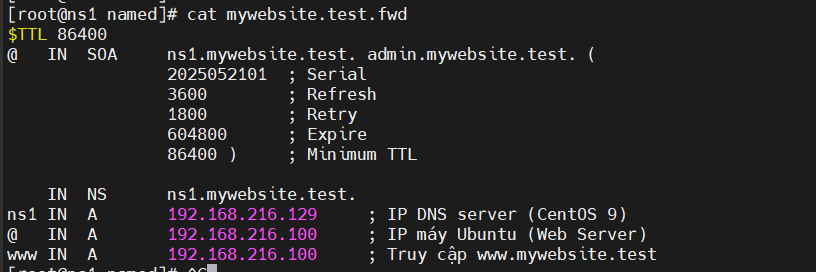 [root@ns1 named]# cat mywebsite.test.fwd
$TTL 86400
@   IN  SOA     ns1.mywebsite.test. admin.mywebsite.test. (
                2025052101  ; Serial
                3600        ; Refresh
                1800        ; Retry
                604800      ; Expire
                86400 )     ; Minimum TTL

    IN  NS      ns1.mywebsite.test.
ns1 IN  A       192.168.216.129     ; IP DNS server (CentOS 9)
@   IN  A       192.168.216.100     ; IP máy Ubuntu (Web Server)
www IN  A       192.168.216.100     ; Truy cập www.mywebsite.test
[root@ns1 named]# ^C